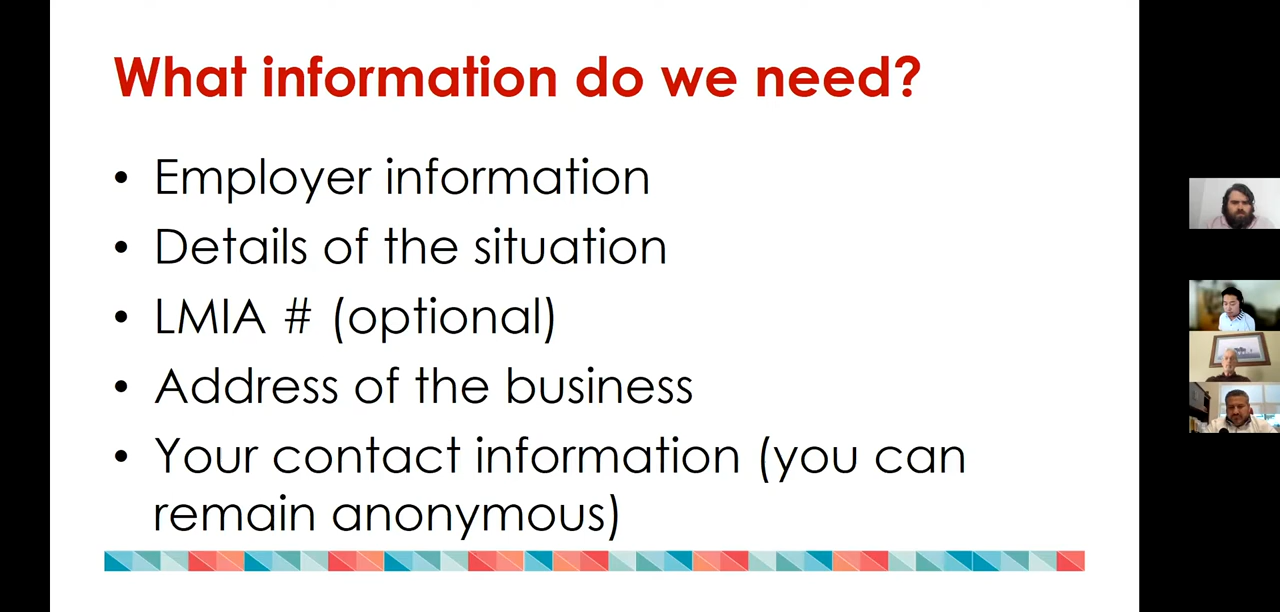 What information do we need?
• Employer information
• Details of the situation
• LMIA # (optional)
• Address of the business
• Your contact information (you can
remain anonymous)